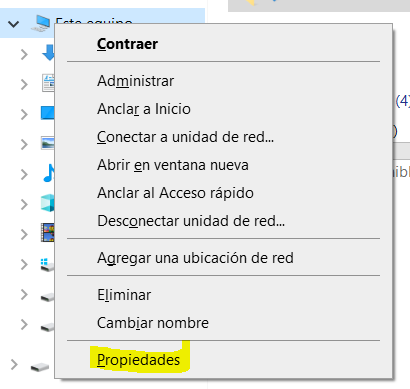 Este equipo
Contraer
Administrar
Anclar a Inicio
Conectar a unidad de red...
Abrir en ventana nueva
Anclar al Acceso rápido
Desconectar unidad de red...
Agregar una ubicación de red
Eliminar
Cambiar nombre
Propiedades
(4)
)